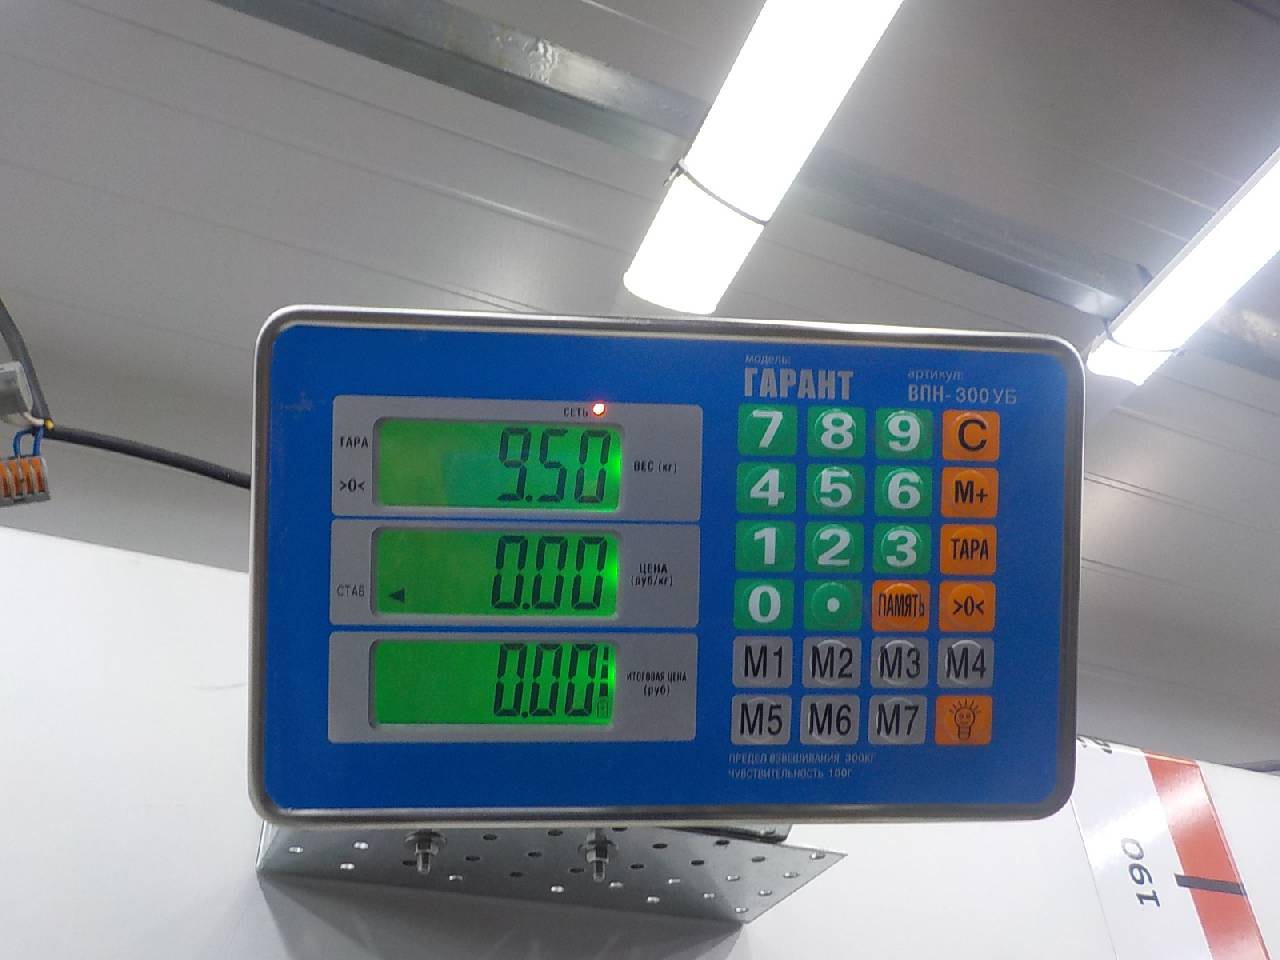 модель:
ГАРАНТ
артикул:
ВПН-300 УБ
СЕТЬ
ТАРА
>0<
9.50
ВЕС (кг)
СТАБ
0.00
ЦЕНА
(руб/кг)
0.00
ИТОГОВАЯ ЦЕНА
(руб)
7 8 9 C
4 5 6 M+
1 2 3 ТАРА
0 . ПАМЯТЬ >0<
M1 M2 M3 M4
M5 M6 M7
ПРЕДЕЛ ВЗВЕШИВАНИЯ 300КГ
ЧУВСТВИТЕЛЬНОСТЬ 100Г
190